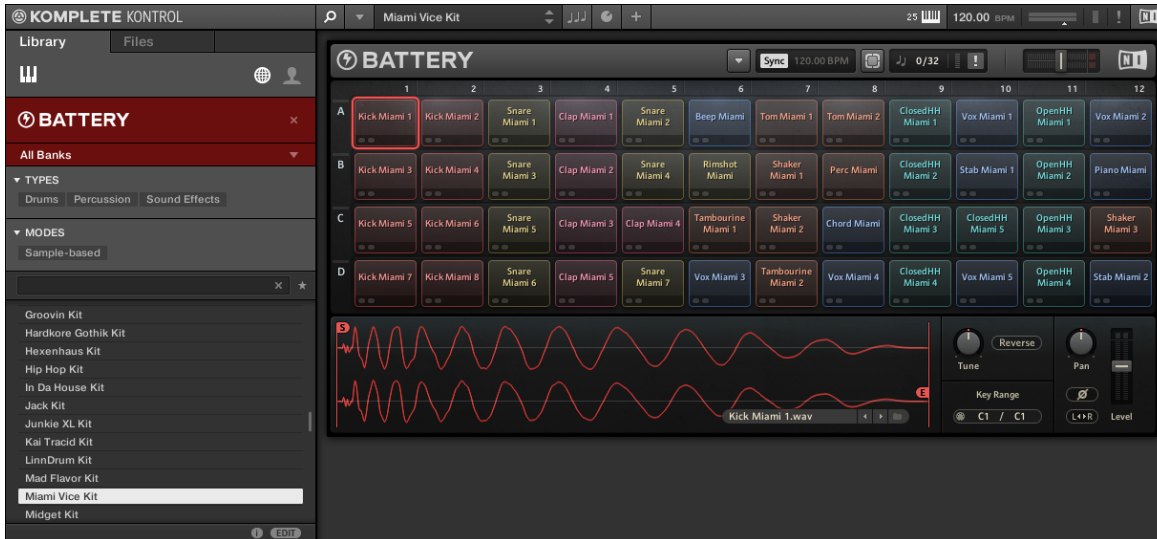 KOMPLETE KONTROL
Miami Vice Kit
25
120.00 BPM
Library Files
BATTERY
All Banks
TYPES
Drums Percussion Sound Effects
MODES
Sample-based
Groovin Kit
Hardkore Gothik Kit
Hexenhaus Kit
Hip Hop Kit
In Da House Kit
Jack Kit
Junkie XL Kit
Kai Tracid Kit
LinnDrum Kit
Mad Flavor Kit
Miami Vice Kit
Midget Kit
EDIT
BATTERY
Sync 120.00 BPM
0/32
1 2 3 4 5 6 7 8 9 10 11 12
A
Kick Miami 1
Kick Miami 2
Snare
Miami 1
Clap Miami 1
Snare
Miami 2
Beep Miami
Tom Miami 1
Tom Miami 2
ClosedHH
Miami 1
Vox Miami 1
OpenHH
Miami 1
Vox Miami 2
B
Kick Miami 3
Kick Miami 4
Snare
Miami 3
Clap Miami 2
Snare
Miami 4
Rimshot
Miami
Shaker
Miami 1
Perc Miami
ClosedHH
Miami 2
Stab Miami 1
OpenHH
Miami 2
Piano Miami
C
Kick Miami 5
Kick Miami 6
Snare
Miami 5
Clap Miami 3
Clap Miami 4
Tambourine
Miami 1
Shaker
Miami 2
Chord Miami
ClosedHH
Miami 3
ClosedHH
Miami 5
OpenHH
Miami 3
Shaker
Miami 3
D
Kick Miami 7
Kick Miami 8
Snare
Miami 6
Clap Miami 5
Snare
Miami 7
Vox Miami 3
Tambourine
Miami 2
Vox Miami 4
ClosedHH
Miami 4
Vox Miami 5
OpenHH
Miami 4
Stab Miami 2
S
E
Kick Miami 1.wav
Tune
Reverse
Key Range
C1 / C1
Pan
L R
Level